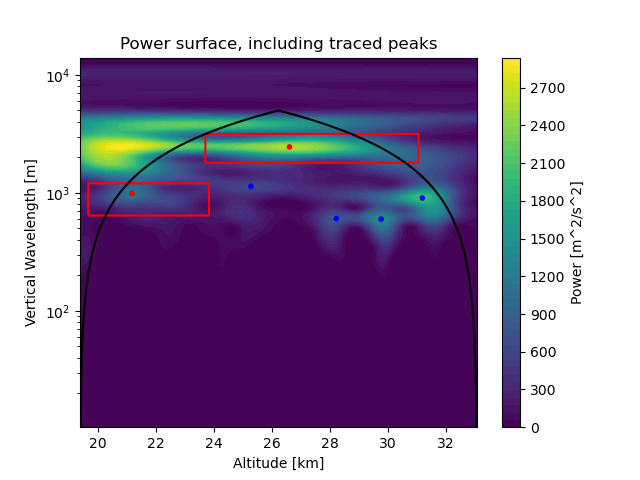 Power surface, including traced peaks
Vertical Wavelength [m]
10^4
10^3
10^2
20 22 24 26 28 30 32
Altitude [km]
2700
2400
2100
1800
1500
1200
900
600
300
0
Power [m^2/s^2]